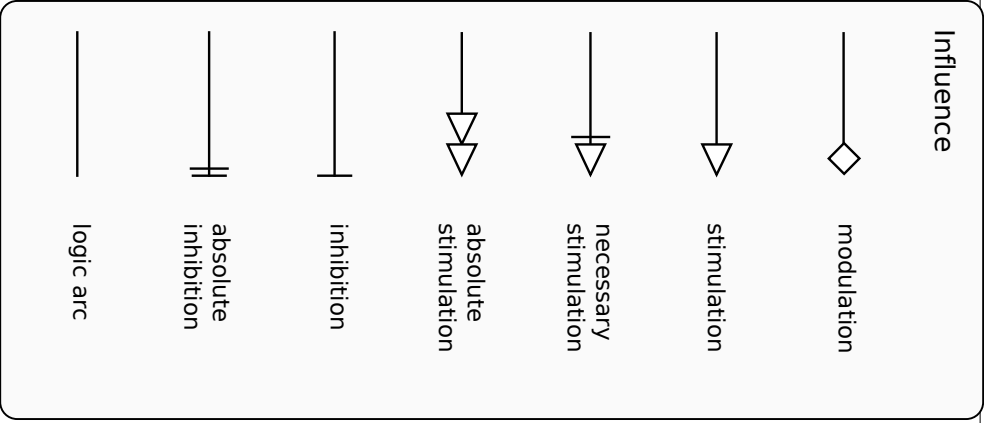 Influence
modulation
stimulation
necessary
stimulation
absolute
stimulation
inhibition
absolute
inhibition
logic arc